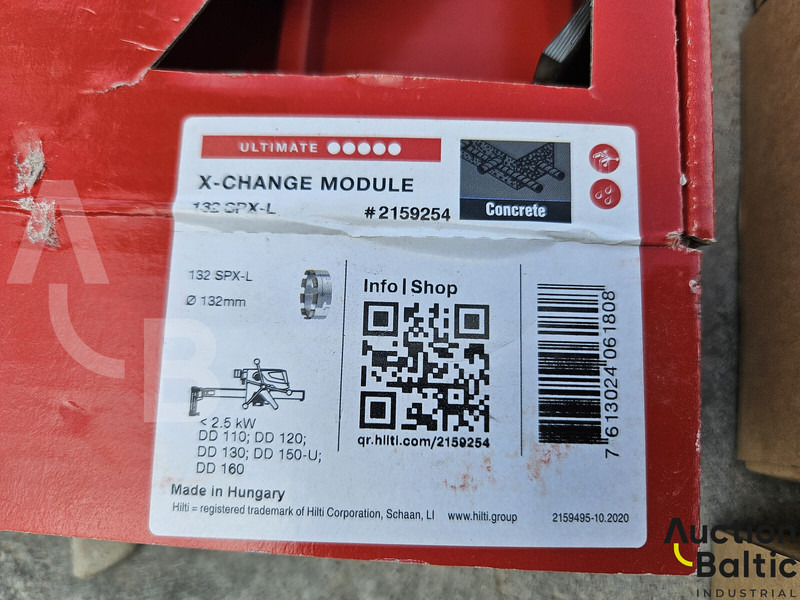 ULTIMATE
X-CHANGE MODULE
132 SPX-L #2159254
Concrete
132 SPX-L
Ø 132mm
Info | Shop
< 2.5 kW
DD 110; DD 120;
DD 130; DD 150-U;
DD 160
qr.hilti.com/2159254
7 613024 061808
Made in Hungary
Hilti = registered trademark of Hilti Corporation, Schaan, LI www.hilti.group 2159495-10.2020
A
B
Auction
Baltic
INDUSTRIAL